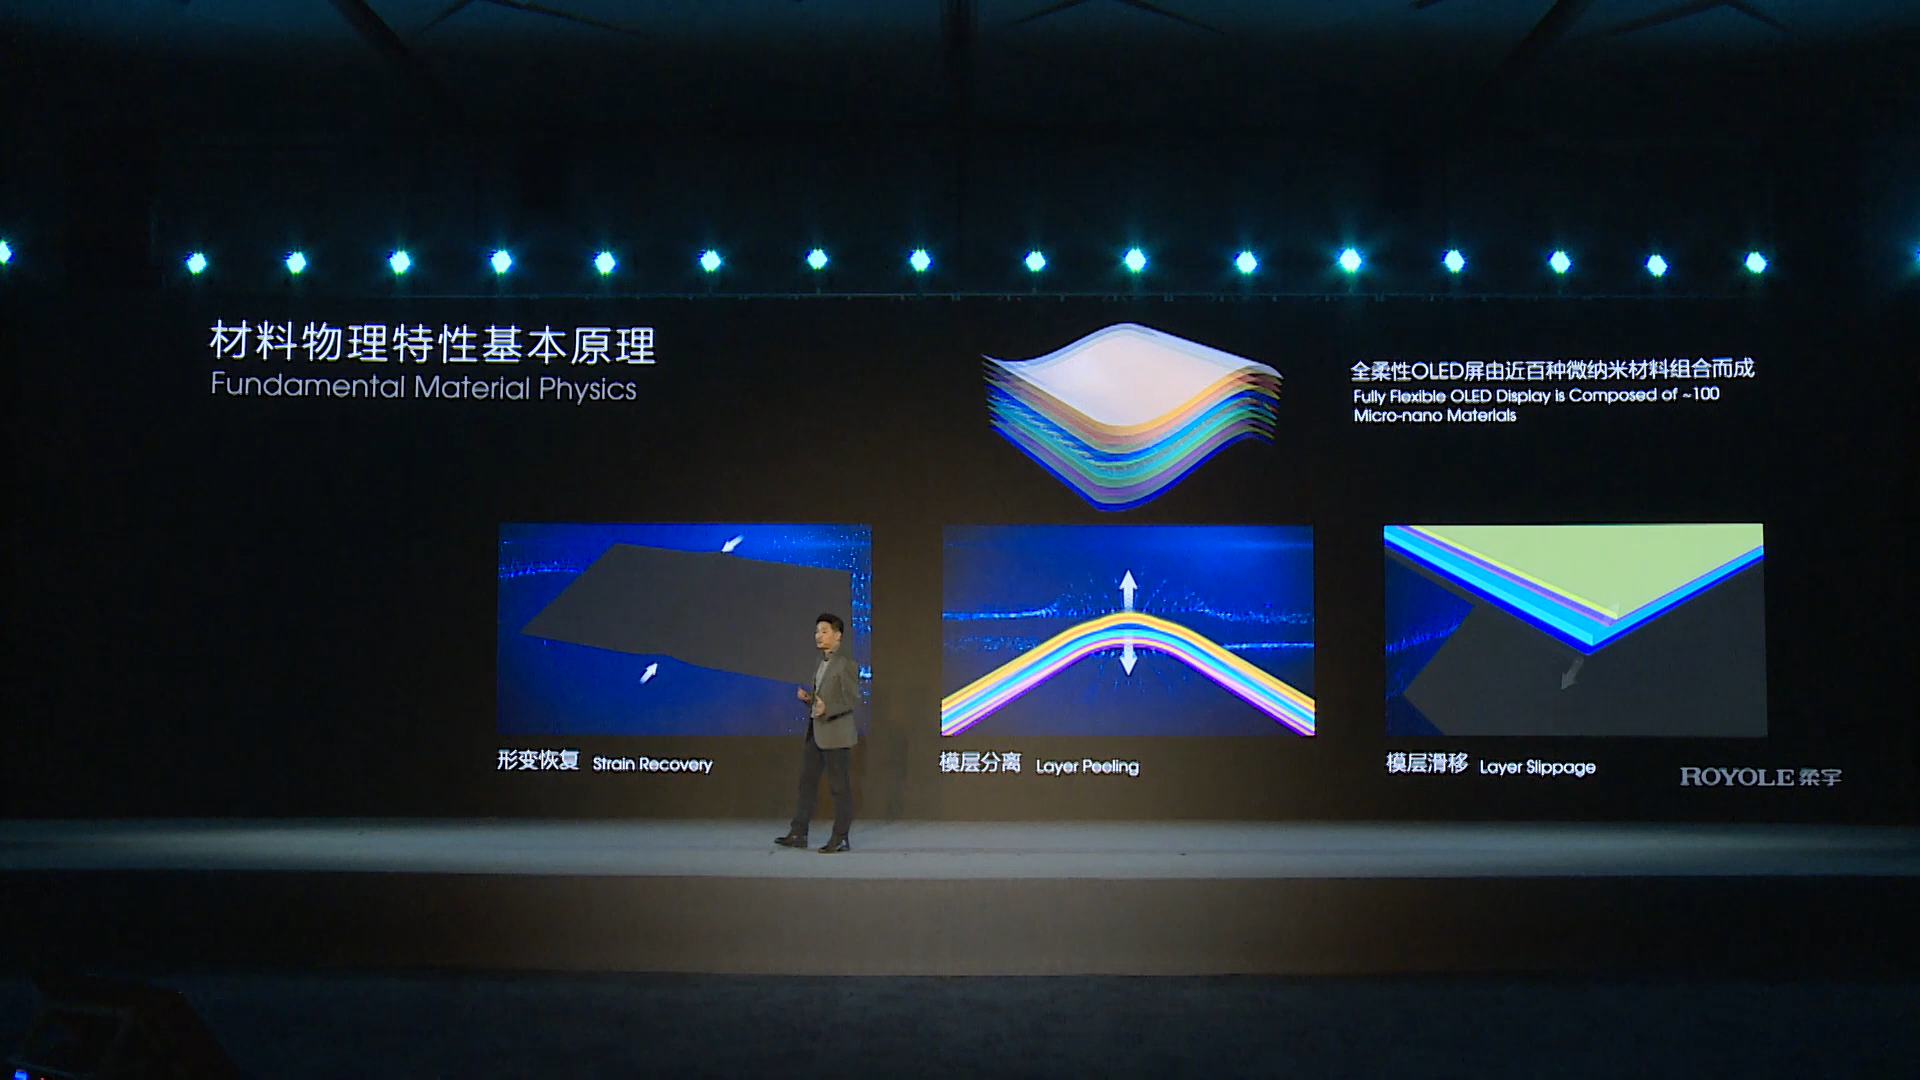 材料物理特性基本原理
Fundamental Material Physics
全柔性OLED屏由近百种微纳米材料组合而成
Fully Flexible OLED Display is Composed of ~100
Micro-nano Materials
形变恢复 Strain Recovery
模层分离 Layer Peeling
模层滑移 Layer Slippage
ROYOLE 柔宇